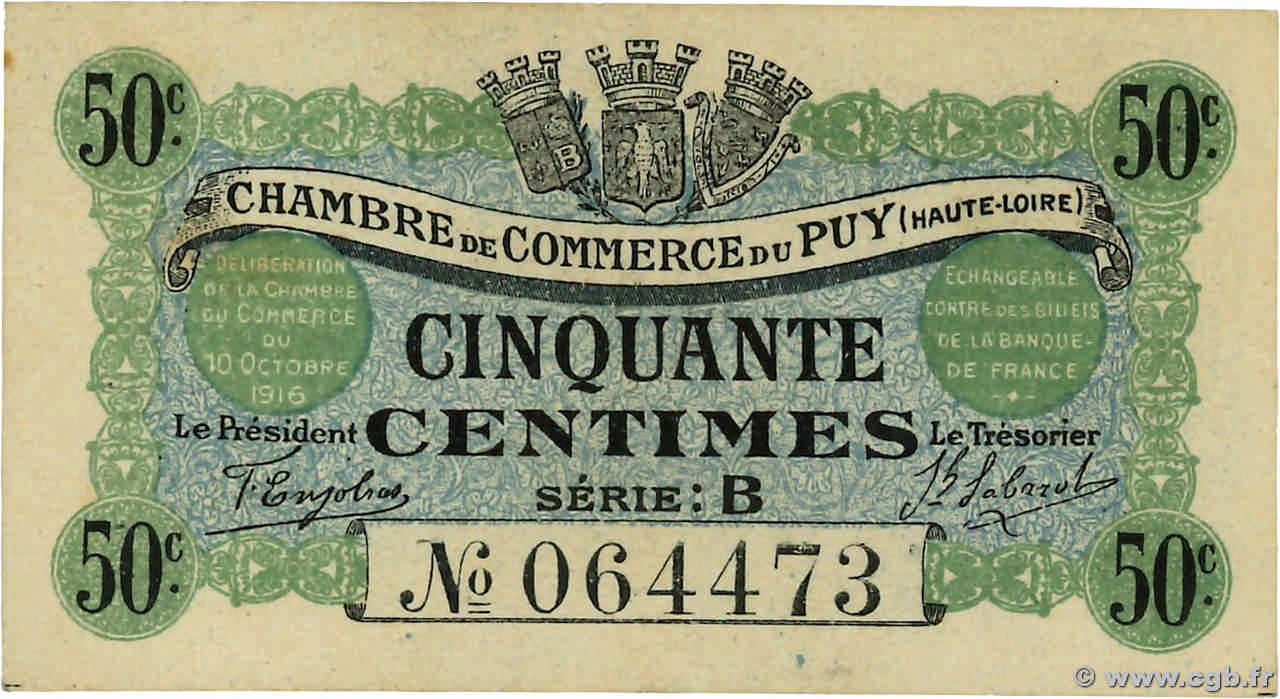 50c.
50c.
B
CHAMBRE DE COMMERCE DU PUY (HAUTE-LOIRE)
DÉLIBÉRATION
DE LA CHAMBRE
DU COMMERCE
DU
10 OCTOBRE
1916
ECHANGEABLE
CONTRE DES BILLETS
DE LA BANQUE-
DE FRANCE
CINQUANTE
CENTIMES
Le Président
Le Trésorier
SÉRIE: B
50c.
50c.
No 064473
© www.cgb.fr